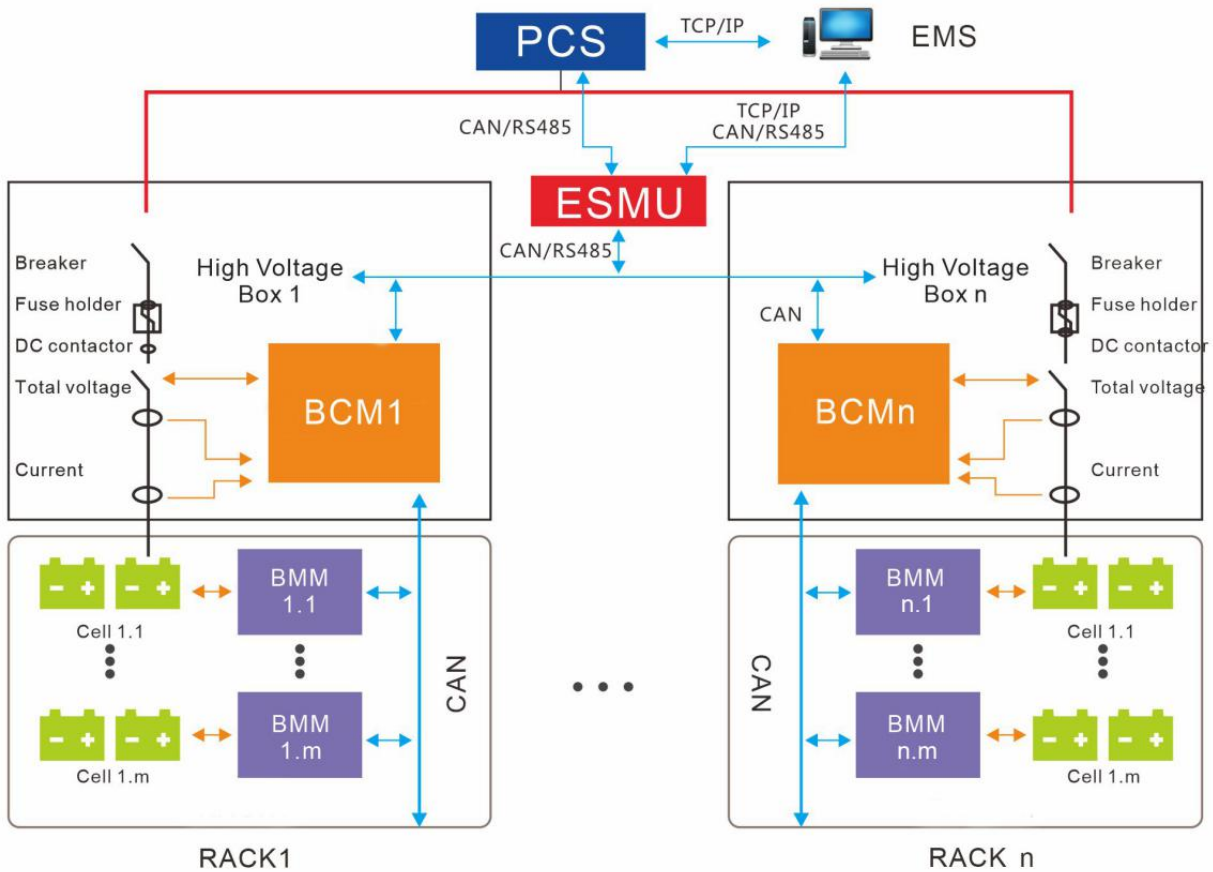 PCS
TCP/IP
EMS
CAN/RS485
TCP/IP
CAN/RS485
ESMU
CAN/RS485
Breaker
Fuse holder
DC contactor
Total voltage
Current
High Voltage
Box 1
BCM1
High Voltage
Box n
CAN
BCMn
Breaker
Fuse holder
DC contactor
Total voltage
Current
- +
- +
Cell 1.1
BMM
1.1
- +
- +
Cell 1.m
BMM
1.m
CAN
RACK1
CAN
BMM
n.1
- +
- +
Cell 1.1
BMM
n.m
- +
- +
Cell 1.m
RACK n